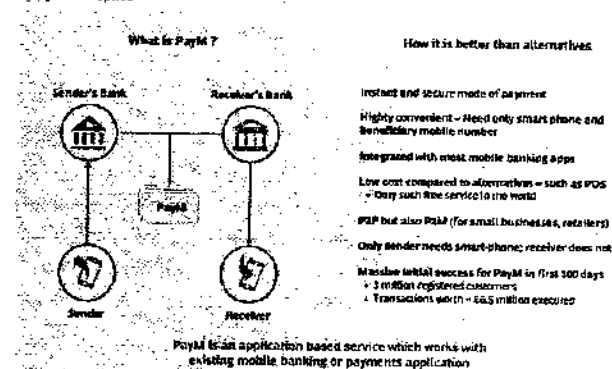 What is PayM ?
How it is better than alternatives
Sender's Bank
Receiver's Bank
PayM
Sender
Receiver
Instant and secure mode of payment
Highly convenient – Need only smart phone and
beneficiary mobile number
Integrated with most mobile banking apps
Low cost compared to alternatives – such as POS
Only such free service in the world
P2P but also P2M (for small businesses, retailers)
Only sender needs smart-phone; receiver does not
Massive initial success for PayM in first 100 days
million registered customers
Transactions worth million executed
PayM is an application based service which works with
existing mobile banking or payments application